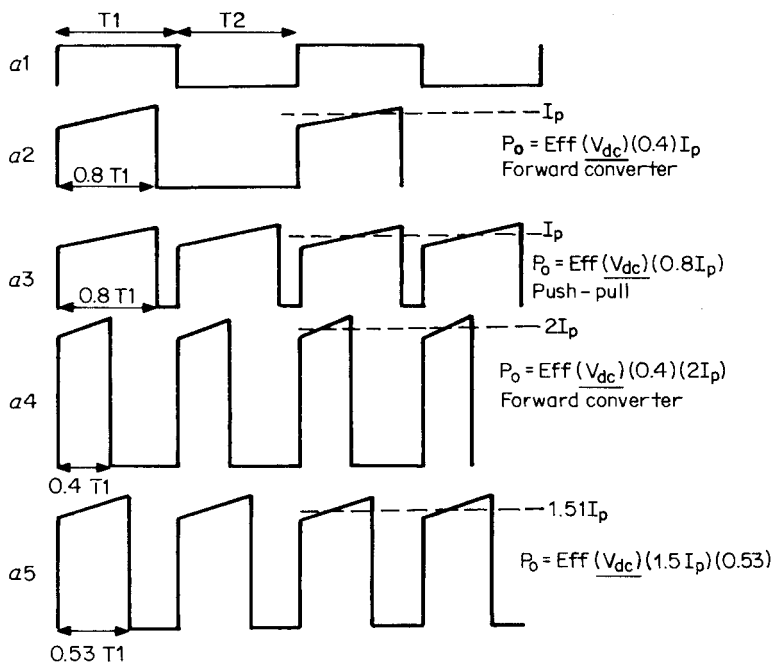 T1 T2
a1
Ip
a2
Po = Eff (Vdc)(0.4) Ip
Forward converter
0.8 T1
Ip
a3
Po = Eff (Vdc)(0.8Ip)
Push-pull
0.8 T1
2Ip
a4
Po = Eff (Vdc)(0.4)(2Ip)
Forward converter
0.4 T1
1.51Ip
a5
Po = Eff (Vdc)(1.5 Ip)(0.53)
0.53 T1